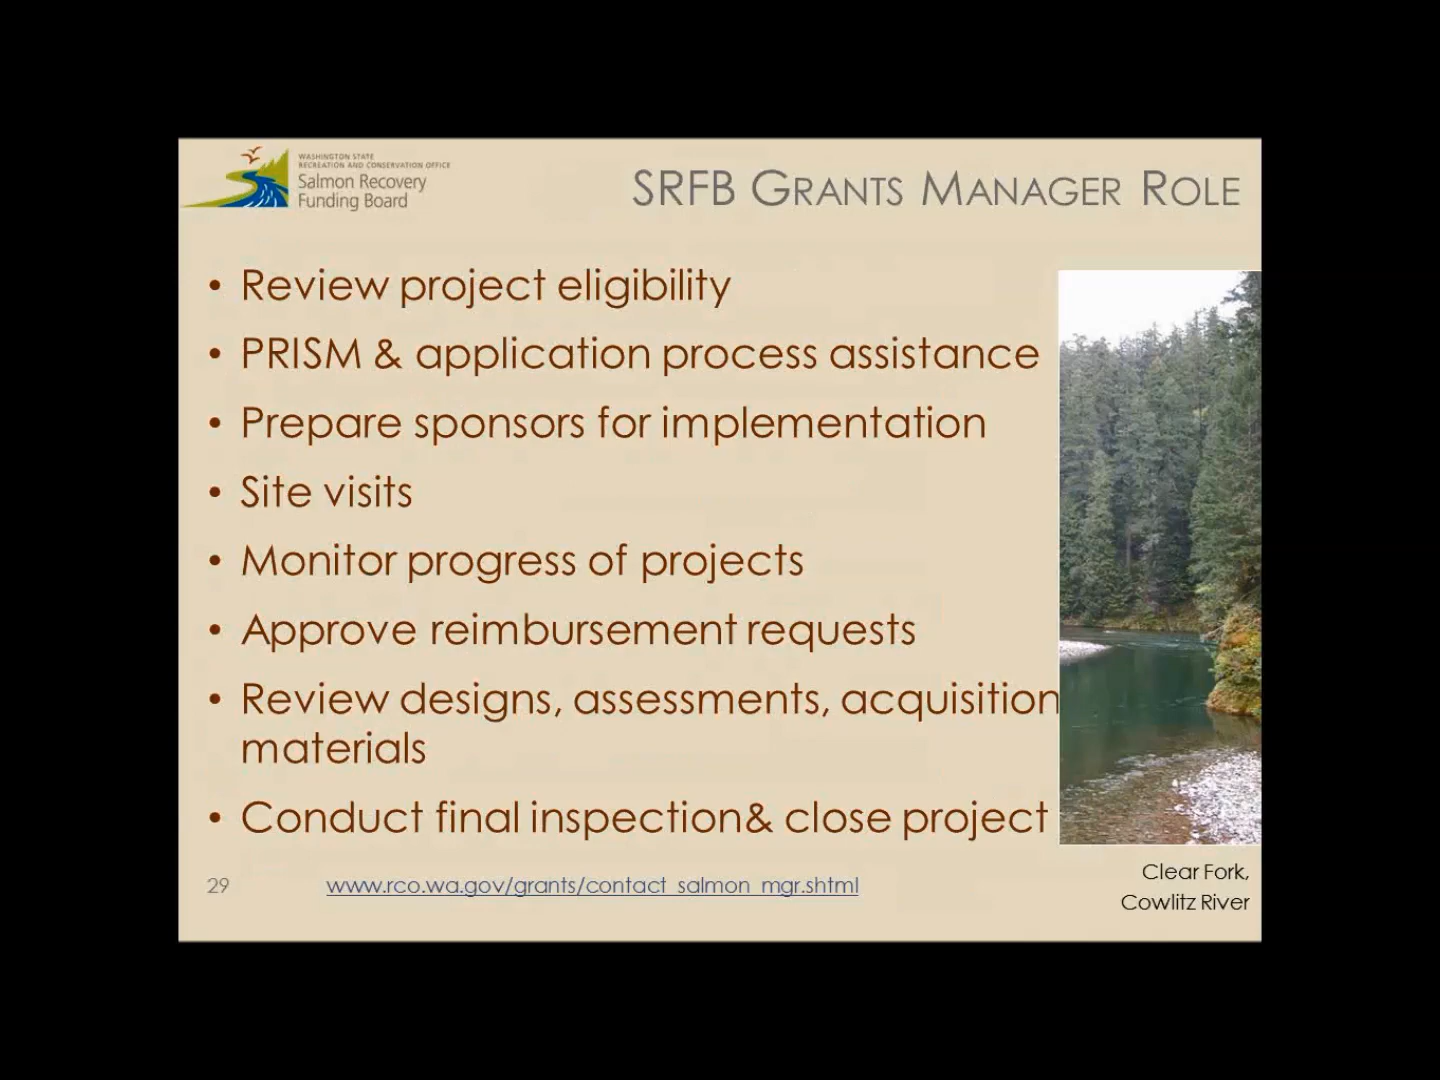 WASHINGTON STATE
RECREATION AND CONSERVATION OFFICE
Salmon Recovery
Funding Board
SRFB GRANTS MANAGER ROLE
• Review project eligibility
• PRISM & application process assistance
• Prepare sponsors for implementation
• Site visits
• Monitor progress of projects
• Approve reimbursement requests
• Review designs, assessments, acquisition
materials
• Conduct final inspection& close project
29
www.rco.wa.gov/grants/contact_salmon_mgr.shtml
Clear Fork,
Cowlitz River